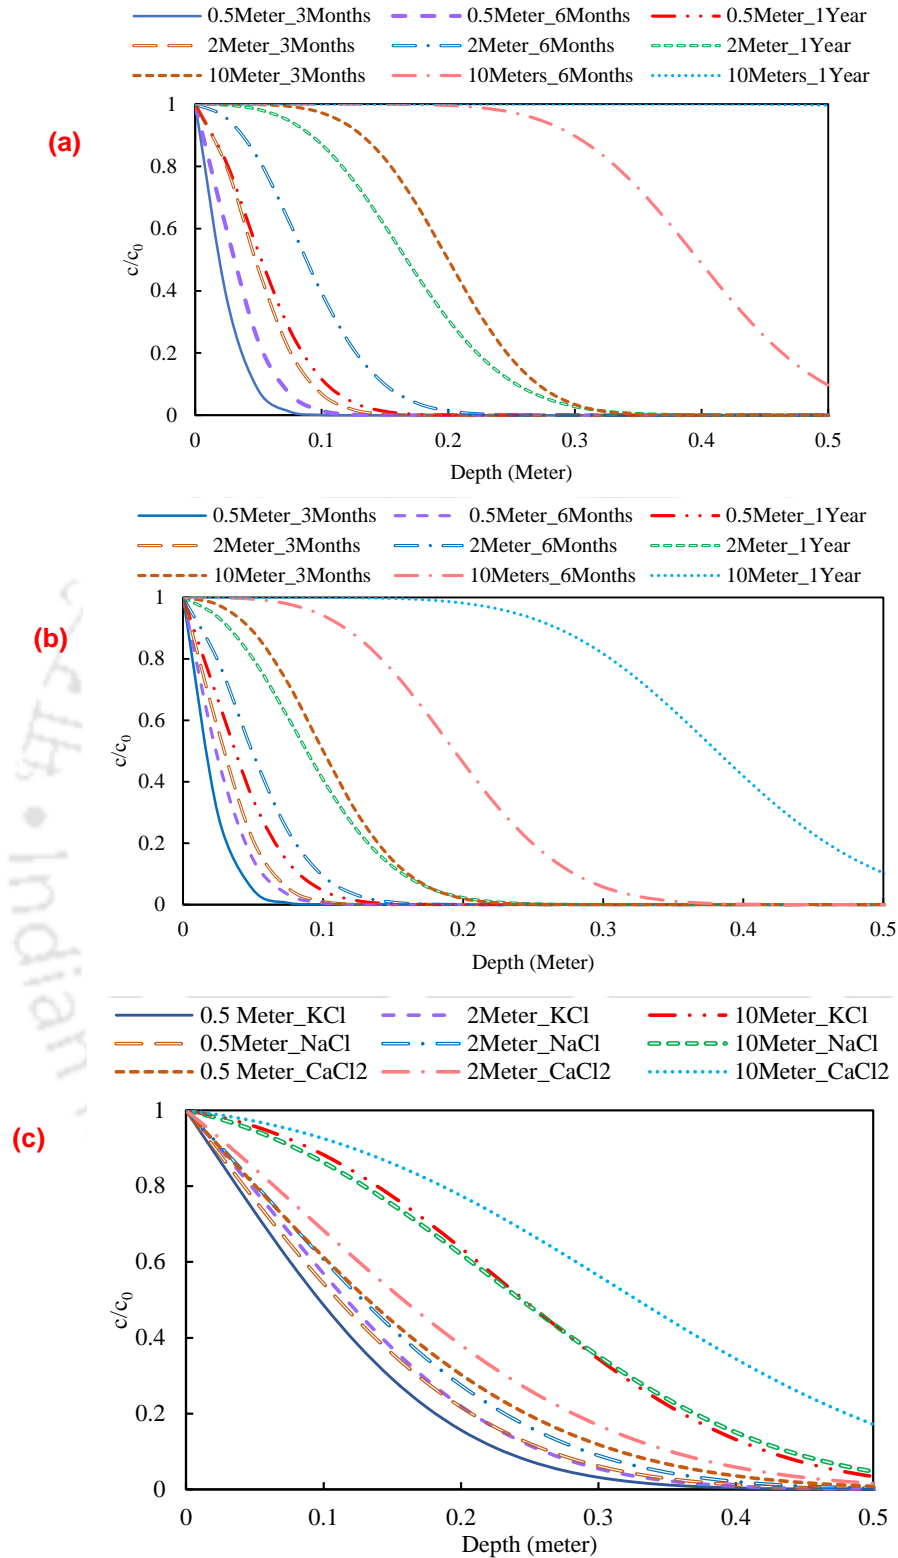 0.5Meter_3Months 0.5Meter_6Months 0.5Meter_1Year
2Meter_3Months 2Meter_6Months 2Meter_1Year
10Meter_3Months 10Meters_6Months 10Meters_1Year
(a)
1
0.8
0.6
0.4
0.2
0
c/c0
0 0.1 0.2 0.3 0.4 0.5
Depth (Meter)
0.5Meter_3Months 0.5Meter_6Months 0.5Meter_1Year
2Meter_3Months 2Meter_6Months 2Meter_1Year
10Meter_3Months 10Meters_6Months 10Meter_1Year
(b)
1
0.8
0.6
0.4
0.2
0
c/c0
0 0.1 0.2 0.3 0.4 0.5
Depth (Meter)
0.5 Meter_KCl 2Meter_KCl 10Meter_KCl
0.5Meter_NaCl 2Meter_NaCl 10Meter_NaCl
0.5 Meter_CaCl2 2Meter_CaCl2 10Meter_CaCl2
(c)
1
0.8
0.6
0.4
0.2
0
c/c0
0 0.1 0.2 0.3 0.4 0.5
Depth (meter)
Indian